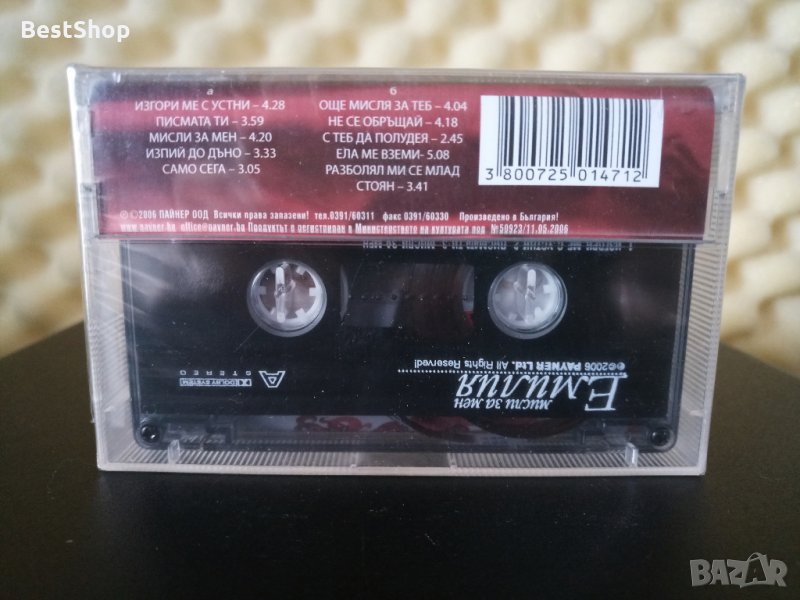 BestShop
а
ИЗГОРИ МЕ С УСТНИ – 4.28
ПИСМАТА ТИ – 3.59
МИСЛИ ЗА МЕН – 4.20
ИЗПИЙ ДО ДЪНО – 3.33
САМО СЕГА – 3.05
б
ОЩЕ МИСЛЯ ЗА ТЕБ – 4.04
НЕ СЕ ОБРЪЩАЙ – 4.18
С ТЕБ ДА ПОЛУДЕЯ – 2.45
ЕЛА МЕ ВЗЕМИ – 5.08
РАЗБОЛЯЛ МИ СЕ МЛАД
СТОЯН – 3.41
3 800725 014712
℗©2006 ПАЙНЕР ООД Всички права запазени! тел.0391/60311 факс 0391/60330 Произведено в България!
www.payner.bg office@payner.bg Продуктът е регистриран в Министерството на културата под №50923/11.05.2006
Емилия
мисли за мен
℗©2006 PAYNER Ltd. All Rights Reserved!
A
STEREO
DOLBY SYSTEM
BAZAR